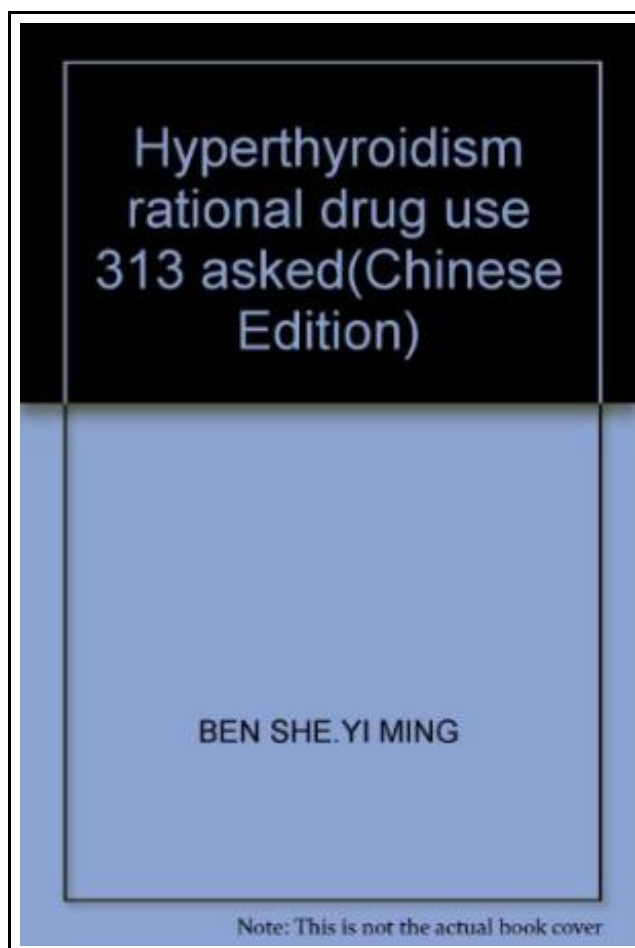 Hyperthyroidism
rational drug use
313 asked(Chinese
Edition)
BEN SHE.YI MING
Note: This is not the actual book cover